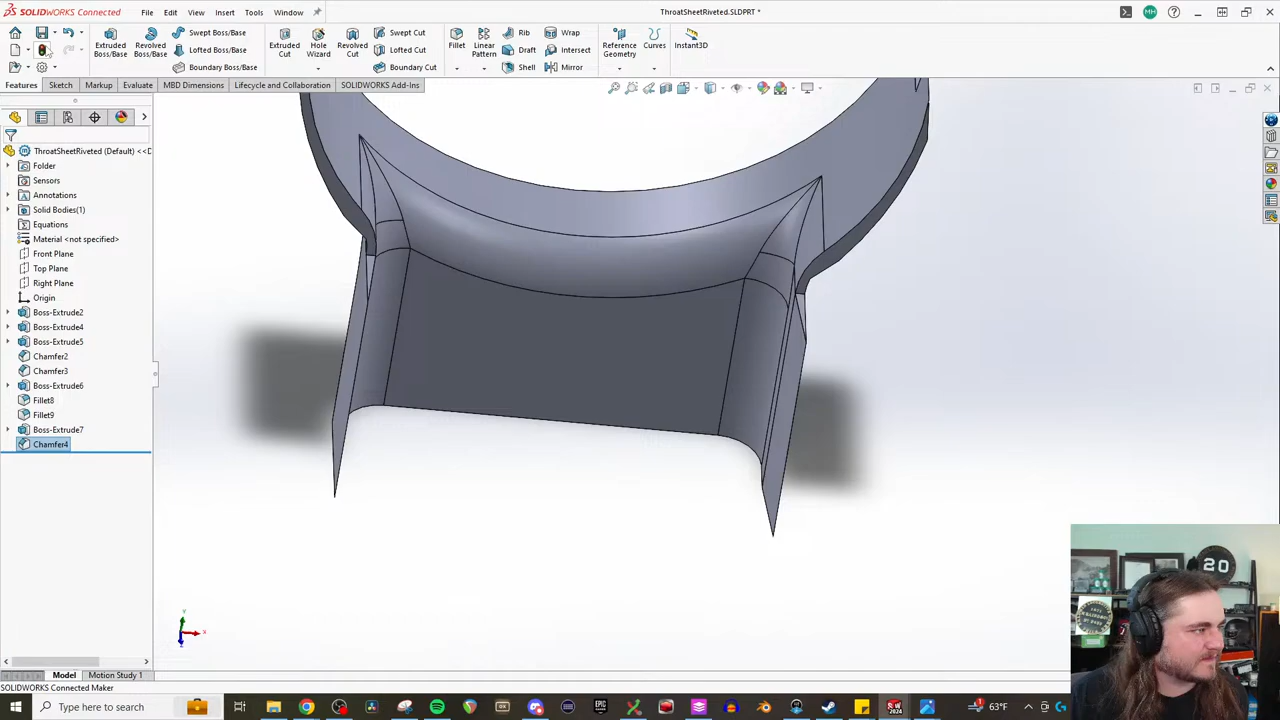 SOLIDWORKS Connected
File
Edit
View
Insert
Tools
Window
ThroatSheetRiveted.SLDPRT *
MH
Extruded Boss/Base
Revolved Boss/Base
Swept Boss/Base
Lofted Boss/Base
Boundary Boss/Base
Extruded Cut
Hole Wizard
Revolved Cut
Swept Cut
Lofted Cut
Boundary Cut
Fillet
Linear Pattern
Rib
Draft
Shell
Wrap
Intersect
Mirror
Reference Geometry
Curves
Instant3D
Features
Sketch
Markup
Evaluate
MBD Dimensions
Lifecycle and Collaboration
SOLIDWORKS Add-Ins
ThroatSheetRiveted (Default) <<D
Folder
Sensors
Annotations
Solid Bodies(1)
Equations
Material <not specified>
Front Plane
Top Plane
Right Plane
Origin
Boss-Extrude2
Boss-Extrude4
Boss-Extrude5
Chamfer2
Chamfer3
Boss-Extrude6
Fillet8
Fillet9
Boss-Extrude7
Chamfer4
Y
X
Z
20
Model
Motion Study 1
SOLIDWORKS Connected Maker
Type here to search
63°F